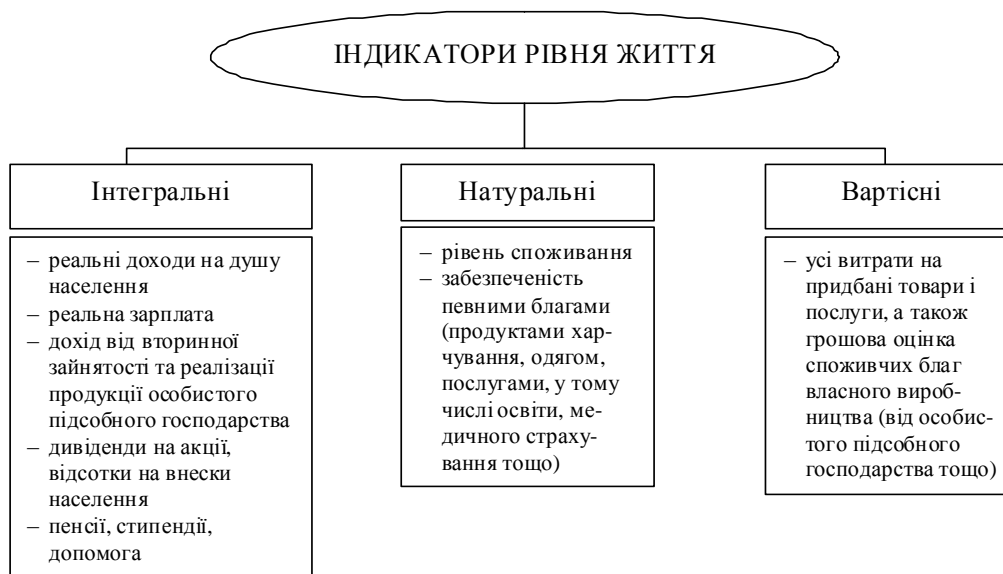 ІНДИКАТОРИ РІВНЯ ЖИТТЯ
Інтегральні
– реальні доходи на душу
населення
– реальна зарплата
– дохід від вторинної
зайнятості та реалізації
продукції особистого
підсобного господарства
– дивіденди на акції,
відсотки на внески
населення
– пенсії, стипендії,
допомога
Натуральні
– рівень споживання
– забезпеченість
певними благами
(продуктами хар-
чування, одягом,
послугами, у тому
числі освіти, ме-
дичного страху-
вання тощо)
Вартісні
– усі витрати на
придбані товари і
послуги, а також
грошова оцінка
споживчих благ
власного вироб-
ництва (від особис-
того підсобного
господарства тощо)